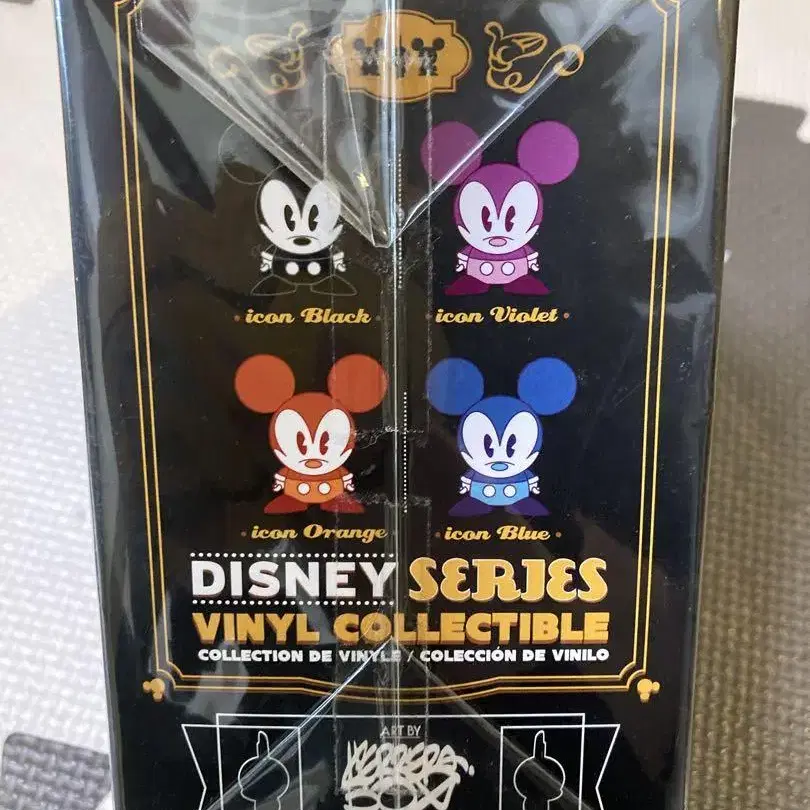 icon Black
icon Violet
icon Orange
icon Blue
DISNEY SERIES
VINYL COLLECTIBLE
COLLECTION DE VINYLE / COLECCIÓN DE VINILO
ART BY